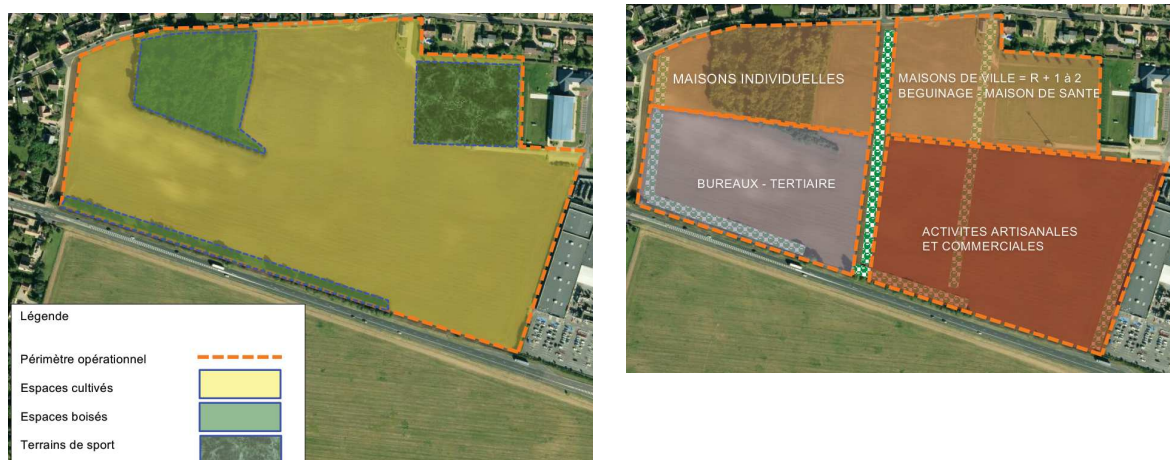 Légende
Périmètre opérationnel
Espaces cultivés
Espaces boisés
Terrains de sport
MAISONS INDIVIDUELLES
MAISONS DE VILLE = R + 1 à 2
BEGUINAGE - MAISON DE SANTE
BUREAUX - TERTIAIRE
ACTIVITES ARTISANALES
ET COMMERCIALES